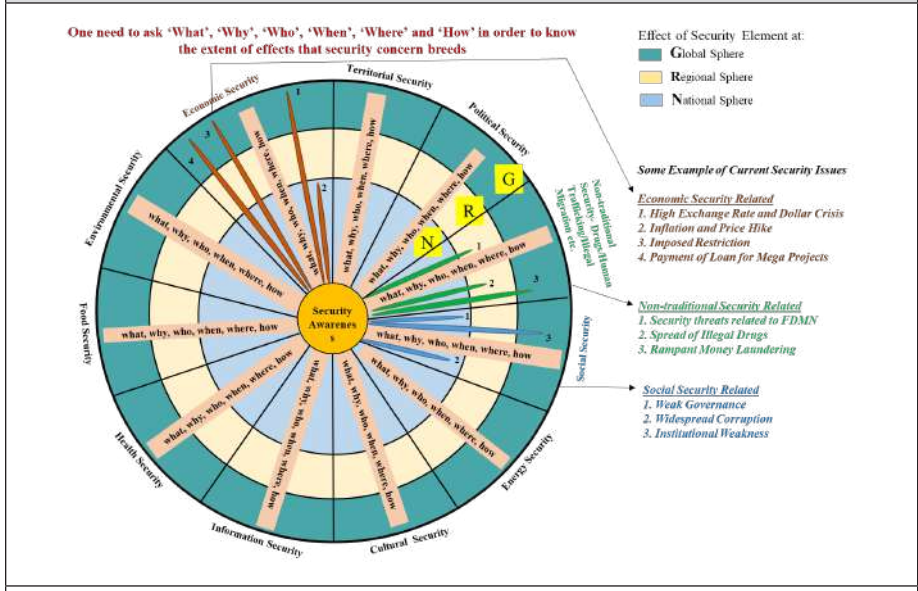 One need to ask ‘What’, ‘Why’, ‘Who’, ‘When’, ‘Where’ and ‘How’ in order to know
the extent of effects that security concern breeds
Effect of Security Element at:
Global Sphere
Regional Sphere
National Sphere
Territorial Security
Political Security
Non-traditional
Security- Drugs/Human
Trafficking/Illegal
Migration etc.
Social Security
Energy Security
Cultural Security
Information Security
Health Security
Food Security
Environmental Security
Economic Security
G
R
N
Security
Awarenes
s
what, why, who, when, where, how
what, why, who, when, where, how
what, why, who, when, where, how
what, why, who, when, where, how
what, why, who, when, where, how
what, why, who, when, where, how
what, why, who, when, where, how
what, why, who, when, where, how
what, why, who, when, where, how
what, why, who, when, where, how
what, why, who, when, where, how
what, why, who, when, where, how
1
2
3
4
1
2
3
1
2
3
Some Example of Current Security Issues
Economic Security Related
1. High Exchange Rate and Dollar Crisis
2. Inflation and Price Hike
3. Imposed Restriction
4. Payment of Loan for Mega Projects
Non-traditional Security Related
1. Security threats related to FDMN
2. Spread of Illegal Drugs
3. Rampant Money Laundering
Social Security Related
1. Weak Governance
2. Widespread Corruption
3. Institutional Weakness